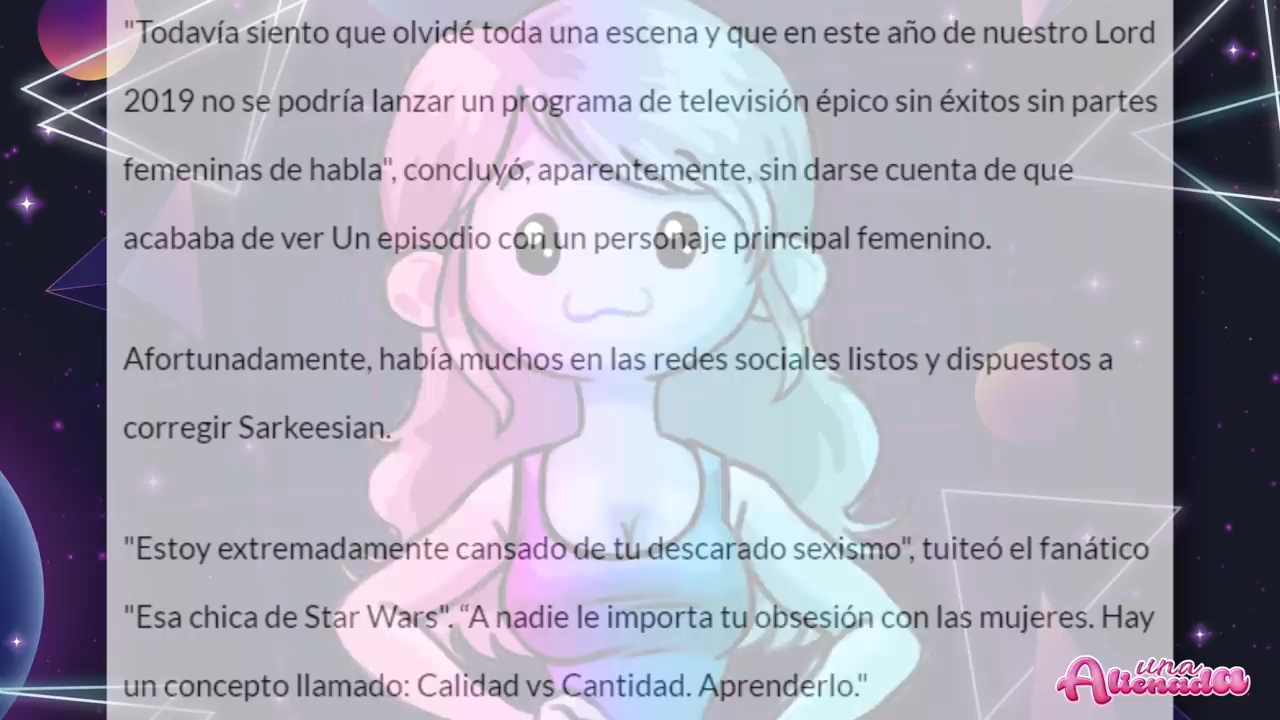 "Todavía siento que olvidé toda una escena y que en este año de nuestro Lord
2019 no se podría lanzar un programa de televisión épico sin éxitos sin partes
femeninas de habla", concluyó, aparentemente, sin darse cuenta de que
acababa de ver Un episodio con un personaje principal femenino.
Afortunadamente, había muchos en las redes sociales listos y dispuestos a
corregir Sarkeesian.
"Estoy extremadamente cansado de tu descarado sexismo", tuiteó el fanático
"Esa chica de Star Wars". “A nadie le importa tu obsesión con las mujeres. Hay
un concepto llamado: Calidad vs Cantidad. Aprenderlo."
una
Alienada